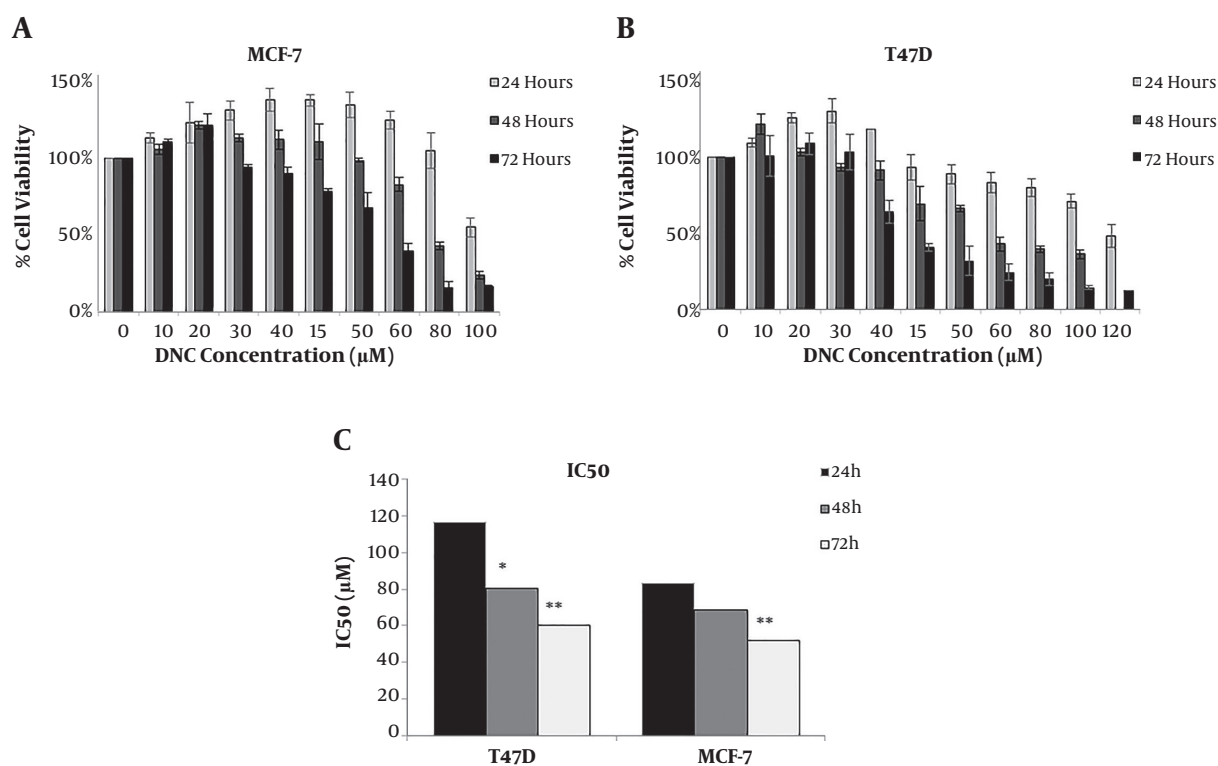 A
MCF-7
150%
100%
50%
0%
% Cell Viability
24 Hours
48 Hours
72 Hours
0 10 20 30 40 15 50 60 80 100
DNC Concentration (µM)
B
T47D
150%
100%
50%
0%
% Cell Viability
24 Hours
48 Hours
72 Hours
0 10 20 30 40 15 50 60 80 100 120
DNC Concentration (µM)
C
IC50
140
120
100
80
60
40
20
0
IC50 (µM)
* ** **
24h
48h
72h
T47D MCF-7